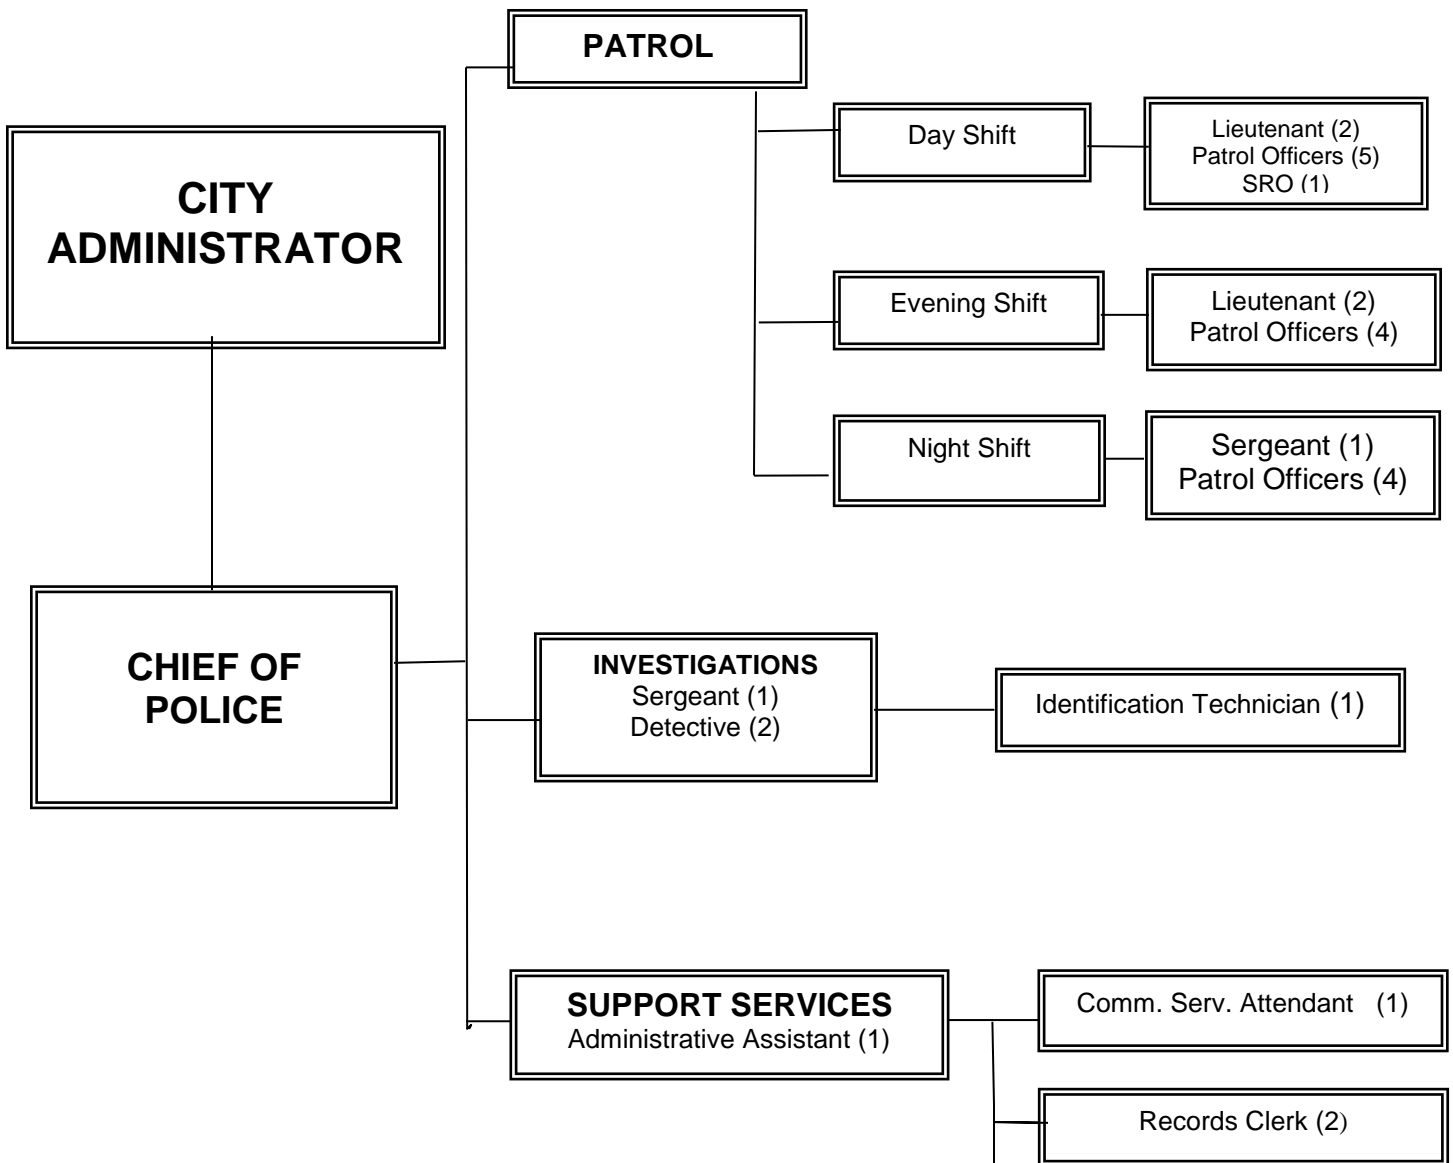 PATROL
Day Shift
Lieutenant (2)
Patrol Officers (5)
SRO (1)
CITY
ADMINISTRATOR
Evening Shift
Lieutenant (2)
Patrol Officers (4)
Night Shift
Sergeant (1)
Patrol Officers (4)
CHIEF OF
POLICE
INVESTIGATIONS
Sergeant (1)
Detective (2)
Identification Technician (1)
SUPPORT SERVICES
Administrative Assistant (1)
Comm. Serv. Attendant (1)
Records Clerk (2)